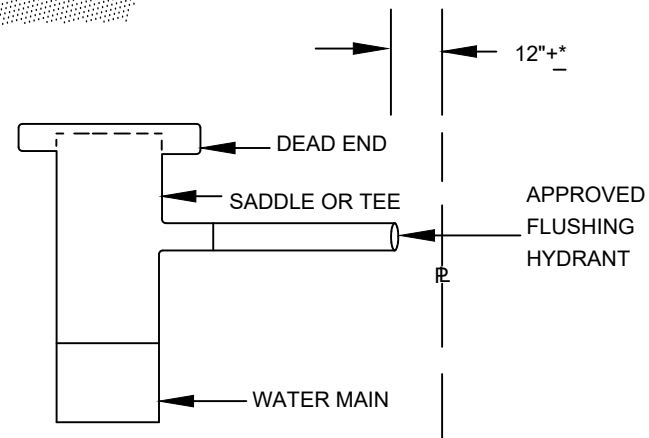 12"±*
DEAD END
SADDLE OR TEE
APPROVED
FLUSHING
HYDRANT
℄
WATER MAIN